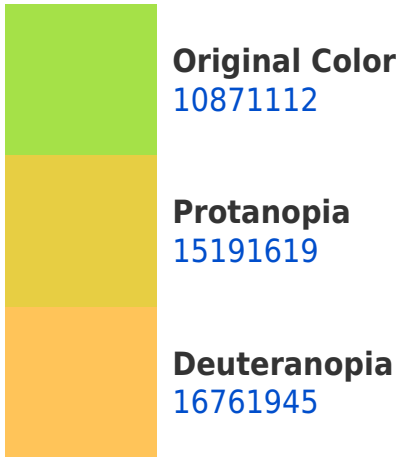 Original Color
10871112
Protanopia
15191619
Deuteranopia
16761945